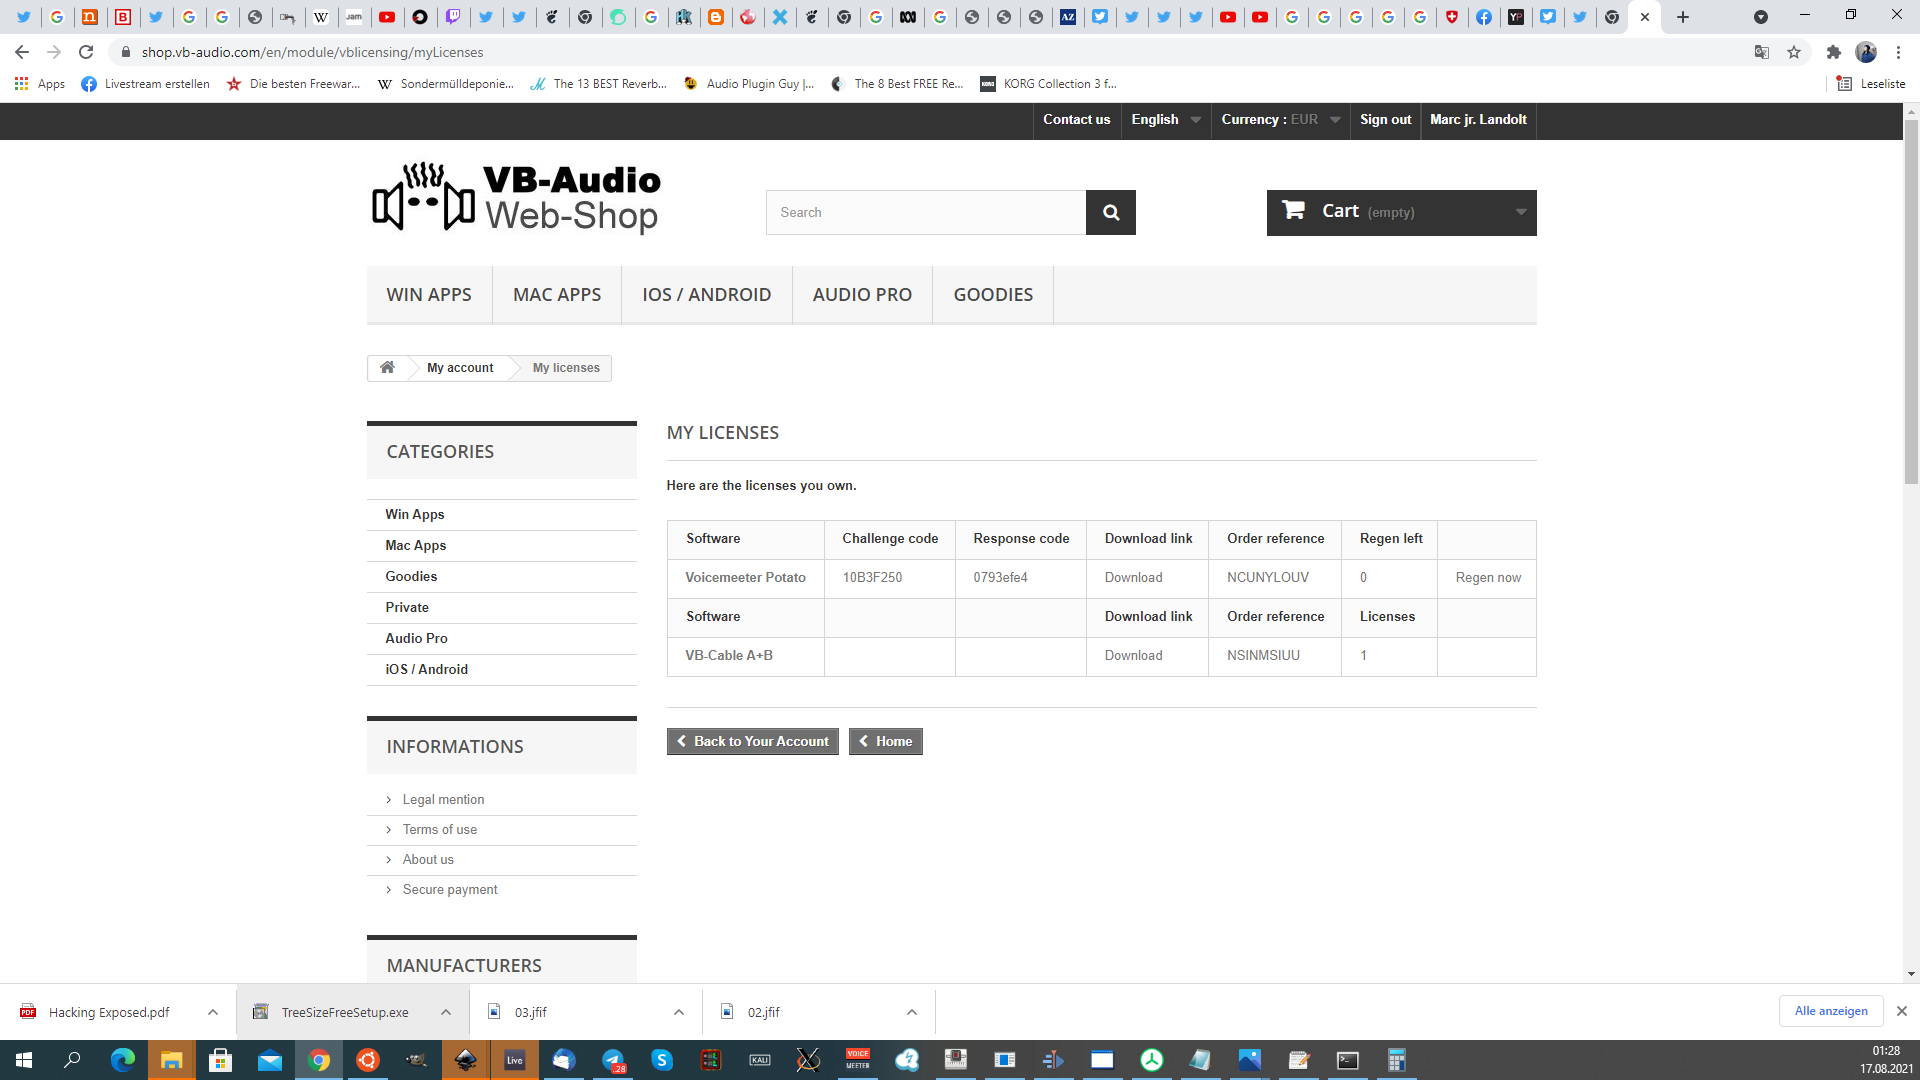 shop.vb-audio.com/en/module/vblicensing/myLicenses
Apps
Livestream erstellen
Die besten Freewar...
Sondermülldeponie...
The 13 BEST Reverb...
Audio Plugin Guy |...
The 8 Best FREE Re...
KORG Collection 3 f...
Leseliste
Contact us
English
Currency : EUR
Sign out
Marc jr. Landolt
VB-Audio
Web-Shop
Search
Cart (empty)
WIN APPS
MAC APPS
IOS / ANDROID
AUDIO PRO
GOODIES
My account
My licenses
CATEGORIES
Win Apps
Mac Apps
Goodies
Private
Audio Pro
iOS / Android
INFORMATIONS
Legal mention
Terms of use
About us
Secure payment
MANUFACTURERS
MY LICENSES
Here are the licenses you own.
Software Challenge code Response code Download link Order reference Regen left
Voicemeeter Potato 10B3F250 0793efe4 Download NCUNYLOUV 0 Regen now
Software Download link Order reference Licenses
VB-Cable A+B Download NSINMSIUU 1
Back to Your Account
Home
Hacking Exposed.pdf
TreeSizeFreeSetup.exe
03.jfif
02.jfif
Alle anzeigen
Live
28
KALI
VOICE
MEETER
01:28
17.08.2021